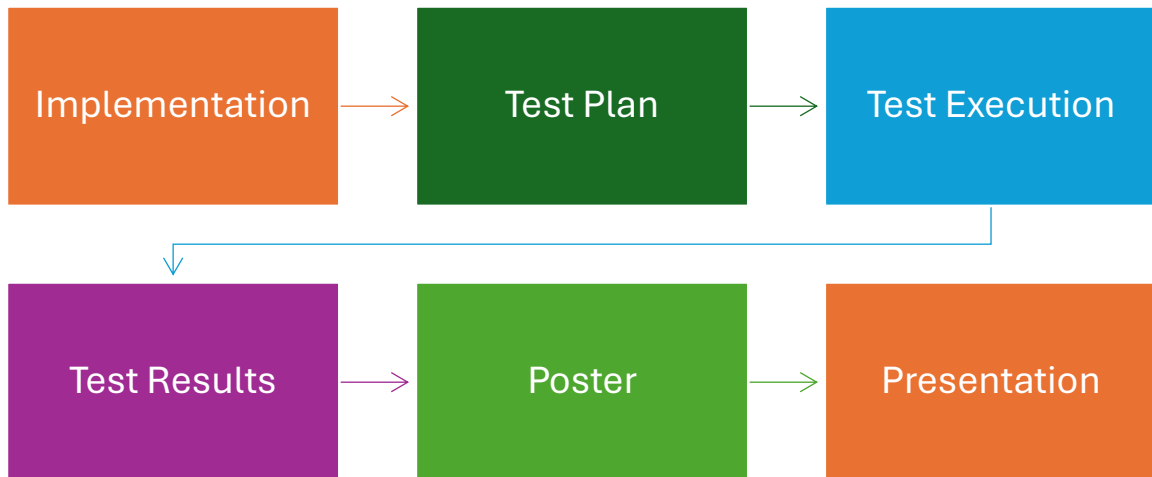 Implementation
Test Plan
Test Execution
Test Results
Poster
Presentation